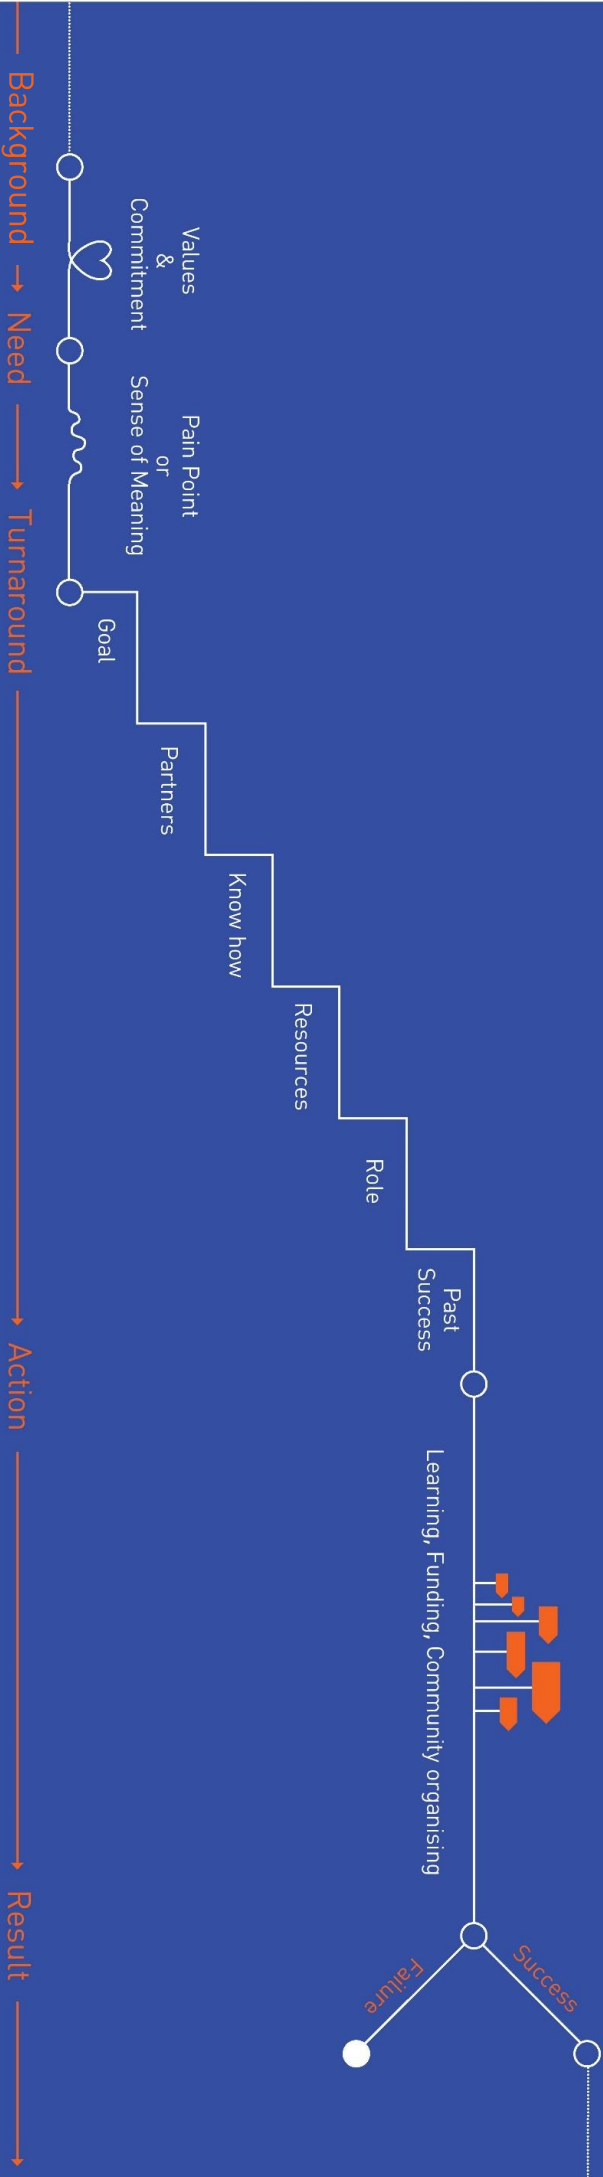 Values
&
Commitment
Pain Point
or
Sense of Meaning
Goal
Partners
Know how
Resources
Role
Past
Success
Learning, Funding, Community organising
Success
Failure
Background
Need
Turnaround
Action
Result